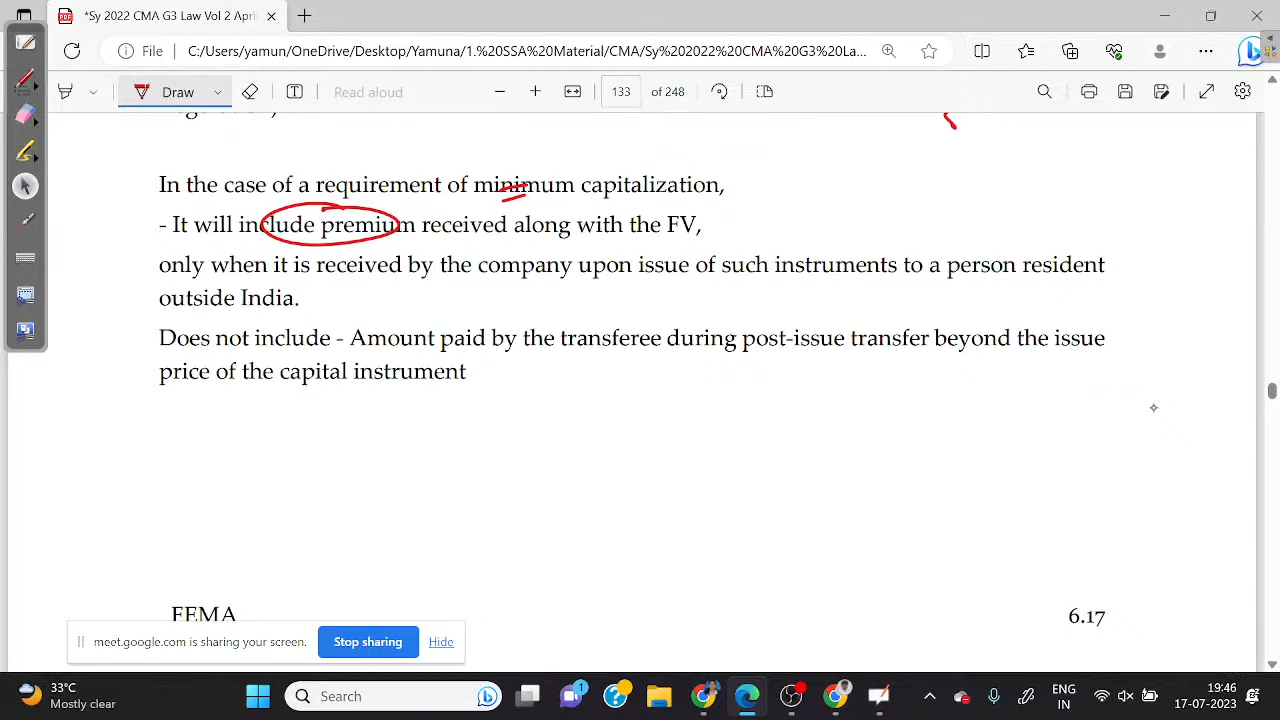 *Sy 2022 CMA G3 Law Vol 2 April
File
C:/Users/yamun/OneDrive/Desktop/Yamuna/1.%20SSA%20Material/CMA/Sy%202022%20CMA%20G3%20La...
Draw
Read aloud
133 of 248
In the case of a requirement of minimum capitalization,
- It will include premium received along with the FV,
only when it is received by the company upon issue of such instruments to a person resident
outside India.
Does not include - Amount paid by the transferee during post-issue transfer beyond the issue
price of the capital instrument
FEMA
6.17
meet.google.com is sharing your screen.
Stop sharing
Hide
33°C
Mostly clear
Search
1
ENG
IN
19:46
17-07-2023